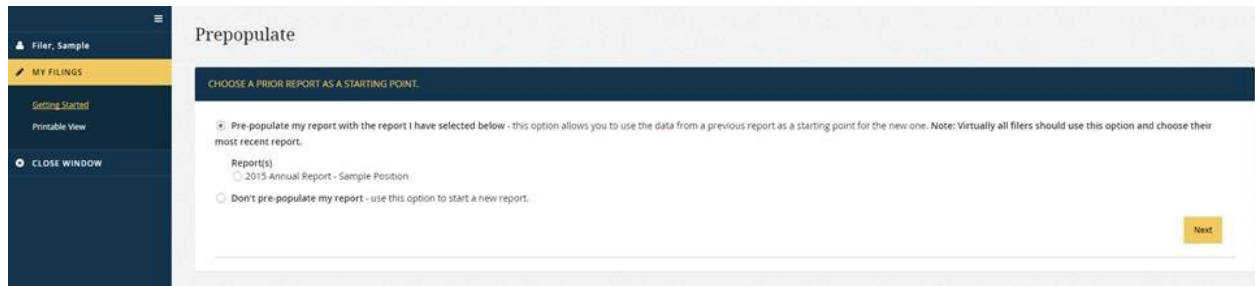 Filer, Sample
MY FILINGS
Getting Started
Printable View
CLOSE WINDOW
Prepopulate
CHOOSE A PRIOR REPORT AS A STARTING POINT.
Pre-populate my report with the report I have selected below - this option allows you to use the data from a previous report as a starting point for the new one. Note: Virtually all filers should use this option and choose their
most recent report.
Report(s)
2015 Annual Report - Sample Position
Don't pre-populate my report - use this option to start a new report.
Next